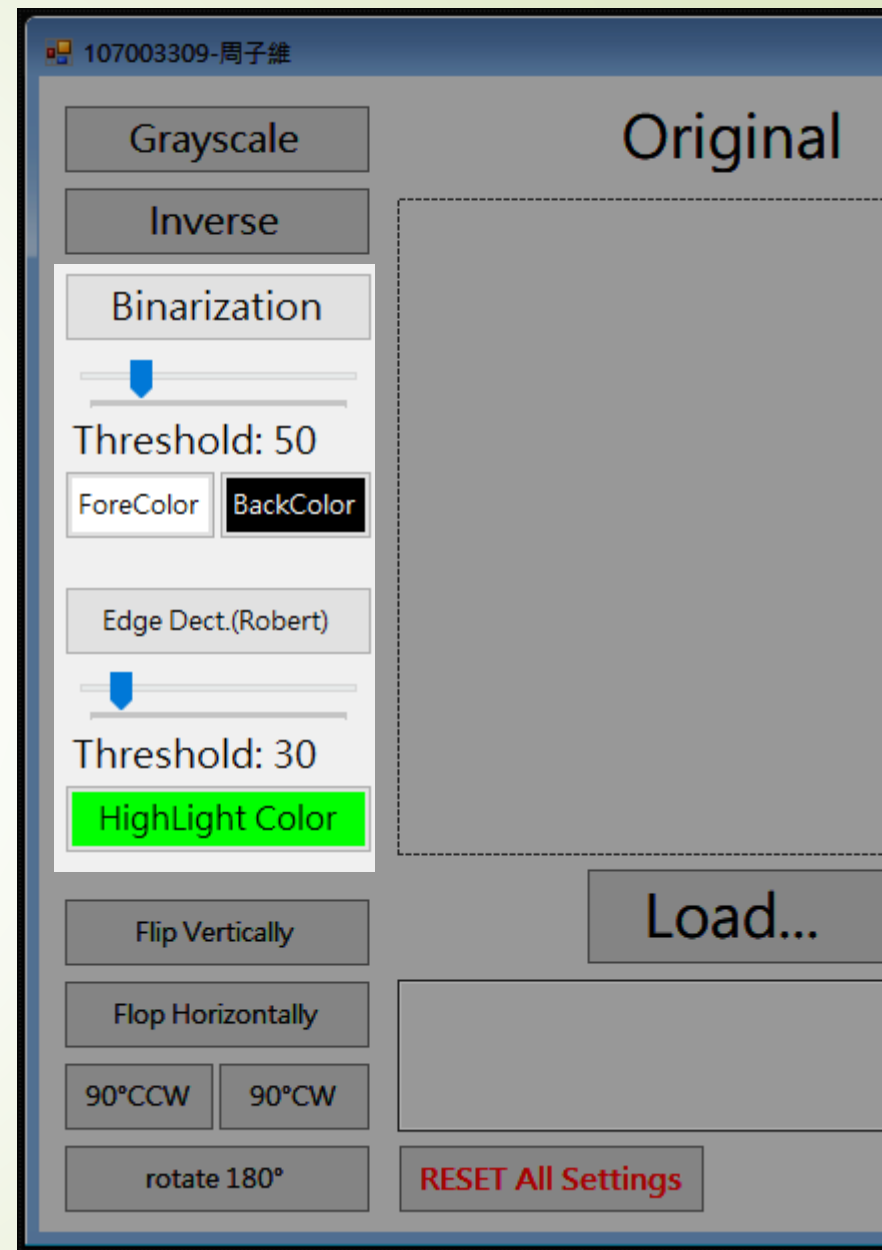 107003309-周子維
Grayscale
Original
Inverse
Binarization
Threshold: 50
ForeColor BackColor
Edge Dect.(Robert)
Threshold: 30
HighLight Color
Load...
Flip Vertically
Flop Horizontally
90°CCW 90°CW
rotate 180° RESET All Settings